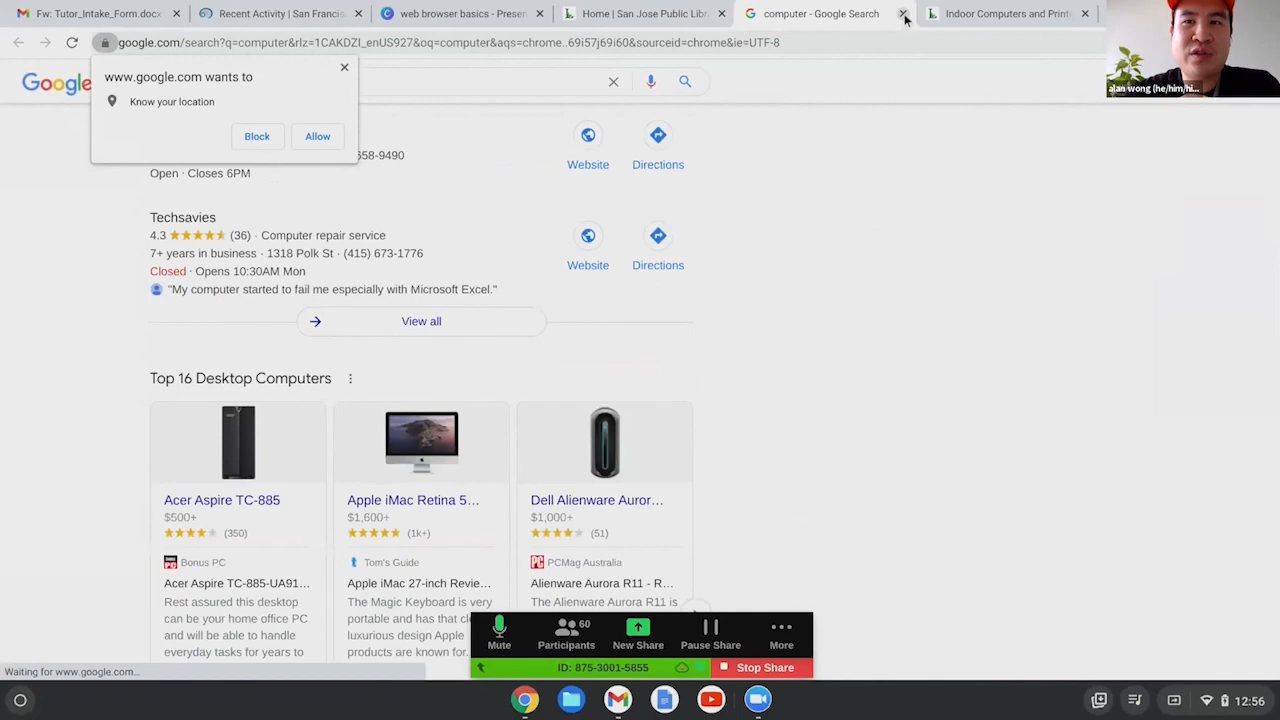 Fw: Tutor_Intake_Form.docx
Recent Activity | San Francisc
web browser basics - Presen
Home | San Jose Public Libr
computer - Google Search
Indoor Computers and Printi
google.com/search?q=computer&rlz=1CAKDZI_enUS927&oq=computer&aqs=chrome..69i57j69i60&sourceid=chrome&ie=UTF-8
alan wong (he/him/hi...
www.google.com wants to
Know your location
Block
Allow
Google
658-9490
Website
Directions
Open · Closes 6PM
Techsavies
4.3 (36) · Computer repair service
7+ years in business · 1318 Polk St · (415) 673-1776
Closed · Opens 10:30AM Mon
"My computer started to fail me especially with Microsoft Excel."
Website
Directions
View all
Top 16 Desktop Computers
Acer Aspire TC-885
$500+
(350)
Bonus PC
Acer Aspire TC-885-UA91...
Rest assured this desktop
can be your home office PC
and will be able to handle
everyday tasks for years to
Apple iMac Retina 5...
$1,600+
(1k+)
Tom's Guide
Apple iMac 27-inch Revie...
The Magic Keyboard is very
portable and has that cl
luxurious design Apple
products are known for.
Dell Alienware Auror...
$1,000+
(51)
PCMag Australia
Alienware Aurora R11 - R...
The Alienware Aurora R11 is
Mute
Participants
60
New Share
Pause Share
More
ID: 875-3001-5855
Stop Share
Waiting for www.google.com...
12:56